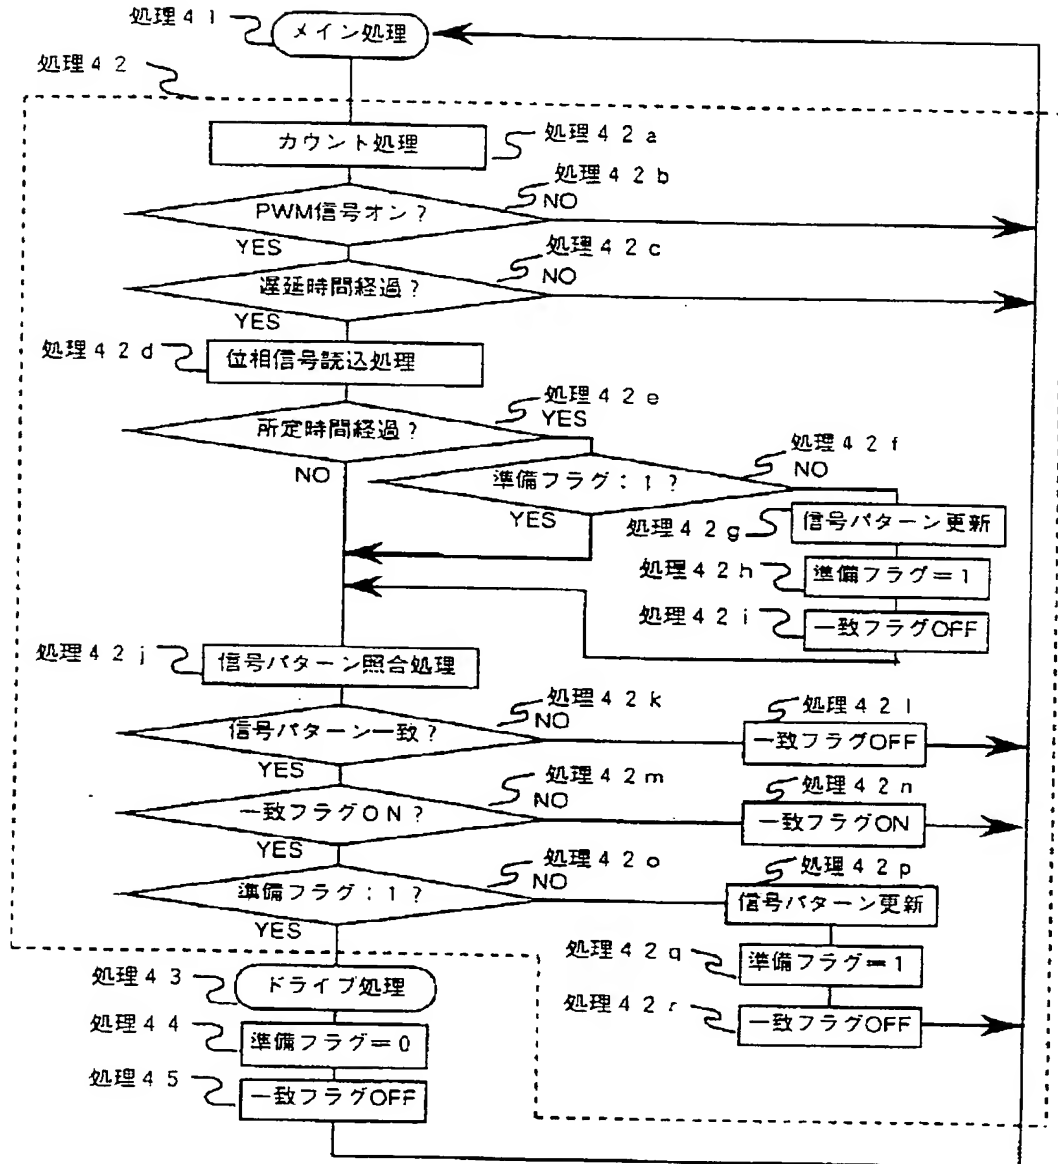 処理41
メイン処理
処理42
カウント処理
処理42a
PWM信号オン?
処理42b
NO
YES
遅延時間経過?
処理42c
NO
YES
処理42d
位相信号読込処理
所定時間経過?
処理42e
YES
NO
準備フラグ:1?
処理42f
NO
YES
処理42g
信号パターン更新
処理42h
準備フラグ=1
処理42i
一致フラグOFF
処理42j
信号パターン照合処理
信号パターン一致?
処理42k
NO
YES
処理42l
一致フラグOFF
一致フラグON?
処理42m
NO
YES
処理42n
一致フラグON
準備フラグ:1?
処理42o
NO
YES
処理42p
信号パターン更新
処理42q
準備フラグ=1
処理42r
一致フラグOFF
処理43
ドライブ処理
処理44
準備フラグ=0
処理45
一致フラグOFF